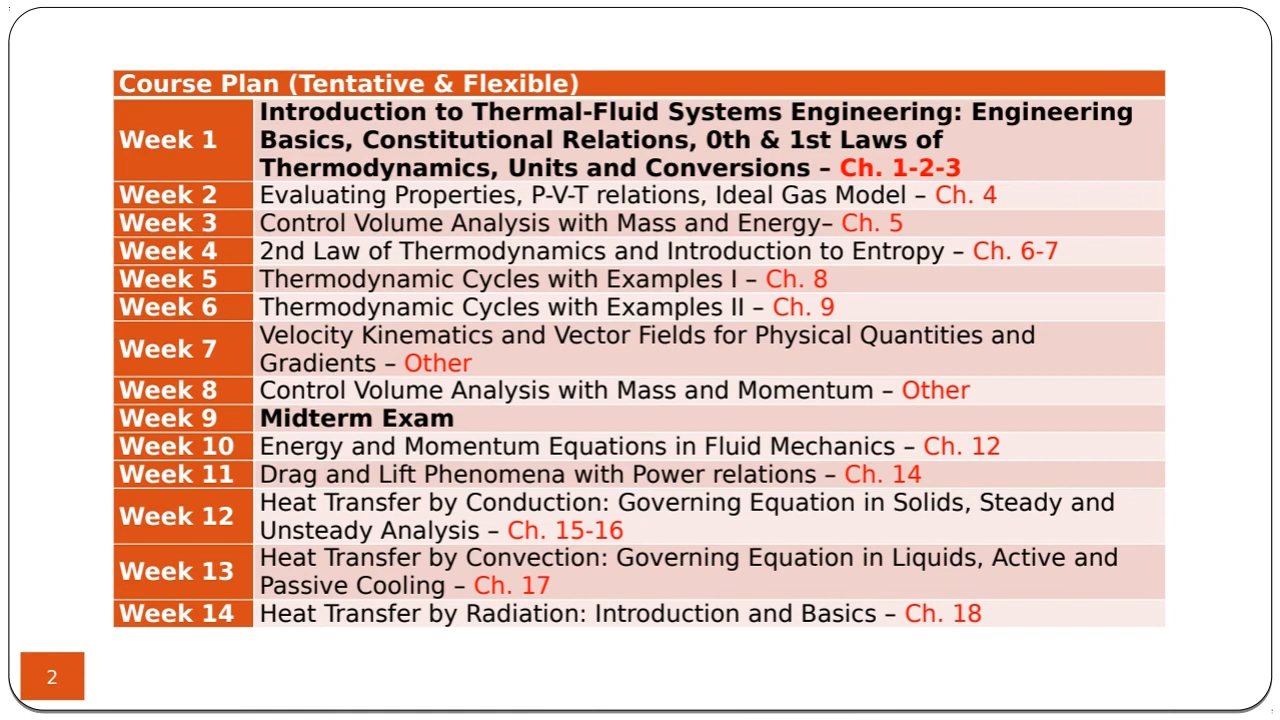 Course Plan (Tentative & Flexible)
Week 1
Introduction to Thermal-Fluid Systems Engineering: Engineering
Basics, Constitutional Relations, 0th & 1st Laws of
Thermodynamics, Units and Conversions – Ch. 1-2-3
Week 2
Evaluating Properties, P-V-T relations, Ideal Gas Model – Ch. 4
Week 3
Control Volume Analysis with Mass and Energy– Ch. 5
Week 4
2nd Law of Thermodynamics and Introduction to Entropy – Ch. 6-7
Week 5
Thermodynamic Cycles with Examples I – Ch. 8
Week 6
Thermodynamic Cycles with Examples II – Ch. 9
Week 7
Velocity Kinematics and Vector Fields for Physical Quantities and
Gradients – Other
Week 8
Control Volume Analysis with Mass and Momentum – Other
Week 9
Midterm Exam
Week 10
Energy and Momentum Equations in Fluid Mechanics – Ch. 12
Week 11
Drag and Lift Phenomena with Power relations – Ch. 14
Week 12
Heat Transfer by Conduction: Governing Equation in Solids, Steady and
Unsteady Analysis – Ch. 15-16
Week 13
Heat Transfer by Convection: Governing Equation in Liquids, Active and
Passive Cooling – Ch. 17
Week 14
Heat Transfer by Radiation: Introduction and Basics – Ch. 18
2